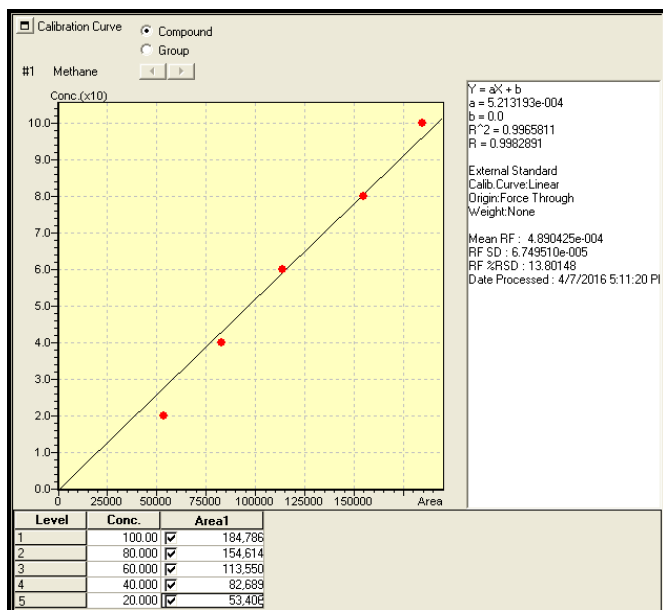 Calibration Curve
Compound
Group
#1 Methane
Conc.(x10)
10.0
9.0
8.0
7.0
6.0
5.0
4.0
3.0
2.0
1.0
0.0
0 25000 50000 75000 100000 125000 150000 Area
Y = aX + b
a = 5.213193e-004
b = 0.0
R^2 = 0.9965811
R = 0.9982891
External Standard
Calib.Curve:Linear
Origin:Force Through
Weight:None
Mean RF : 4.890425e-004
RF SD : 6.749510e-005
RF %RSD : 13.80148
Date Processed : 4/7/2016 5:11:20
Level Conc. Area1
1 100.00 184,786
2 80.000 154,614
3 60.000 113,550
4 40.000 82,689
5 20.000 53,406